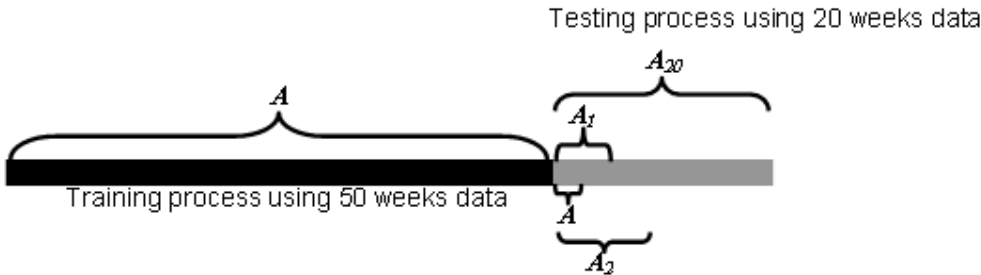 Testing process using 20 weeks data
A20
A
A1
Training process using 50 weeks data
A
A2